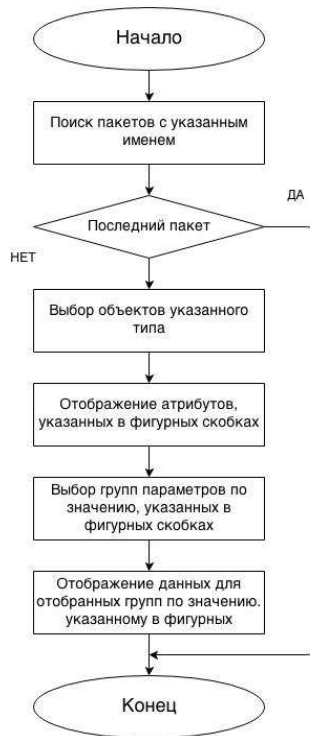 Начало
Поиск пакетов с указанным
именем
ДА
Последний пакет
НЕТ
Выбор объектов указанного
типа
Отображение атрибутов,
указанных в фигурных скобках
Выбор групп параметров по
значению, указанных в
фигурных скобках
Отображение данных для
отобранных групп по значению.
указанному в фигурных
Конец